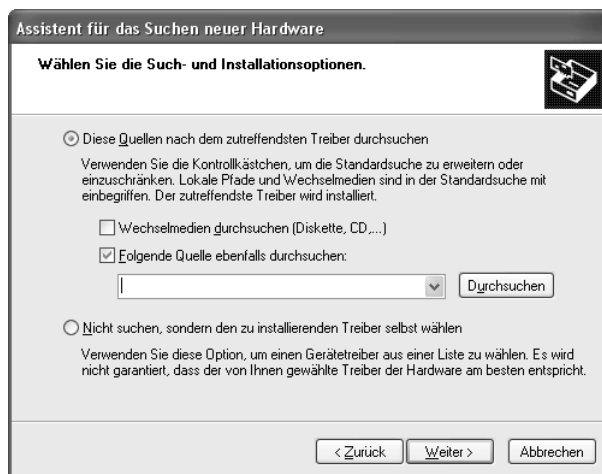 Assistent für das Suchen neuer Hardware
Wählen Sie die Such- und Installationsoptionen.
Diese Quellen nach dem zutreffendsten Treiber durchsuchen
Verwenden Sie die Kontrollkästchen, um die Standardsuche zu erweitern oder
einzuschränken. Lokale Pfade und Wechselmedien sind in der Standardsuche mit
einbegriffen. Der zutreffendste Treiber wird installiert.
Wechselmedien durchsuchen (Diskette, CD,...)
Folgende Quelle ebenfalls durchsuchen:
Durchsuchen
Nicht suchen, sondern den zu installierenden Treiber selbst wählen
Verwenden Sie diese Option, um einen Gerätetreiber aus einer Liste zu wählen. Es wird
nicht garantiert, dass der von Ihnen gewählte Treiber der Hardware am besten entspricht.
< Zurück Weiter > Abbrechen